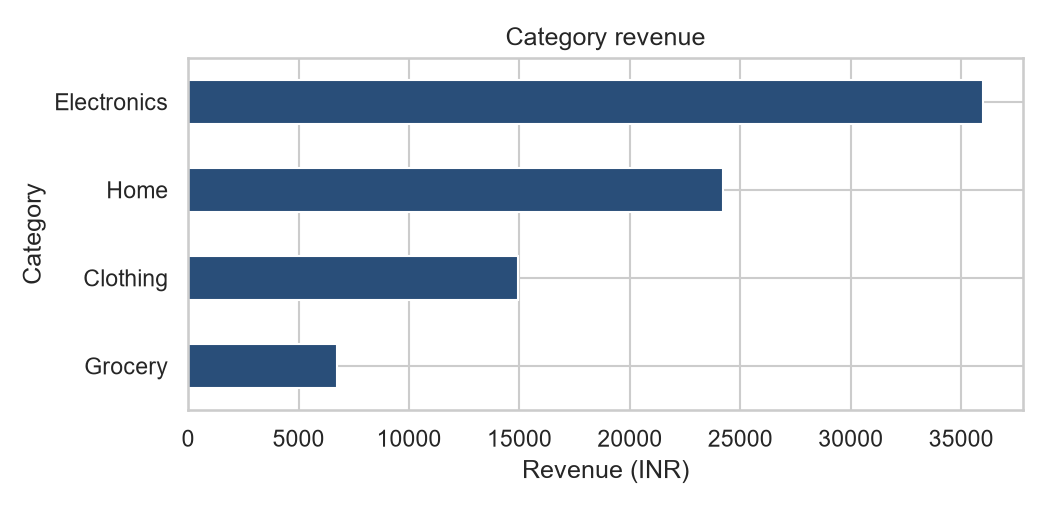 Category revenue
Electronics
Home
Clothing
Grocery
Category
0 5000 10000 15000 20000 25000 30000 35000
Revenue (INR)